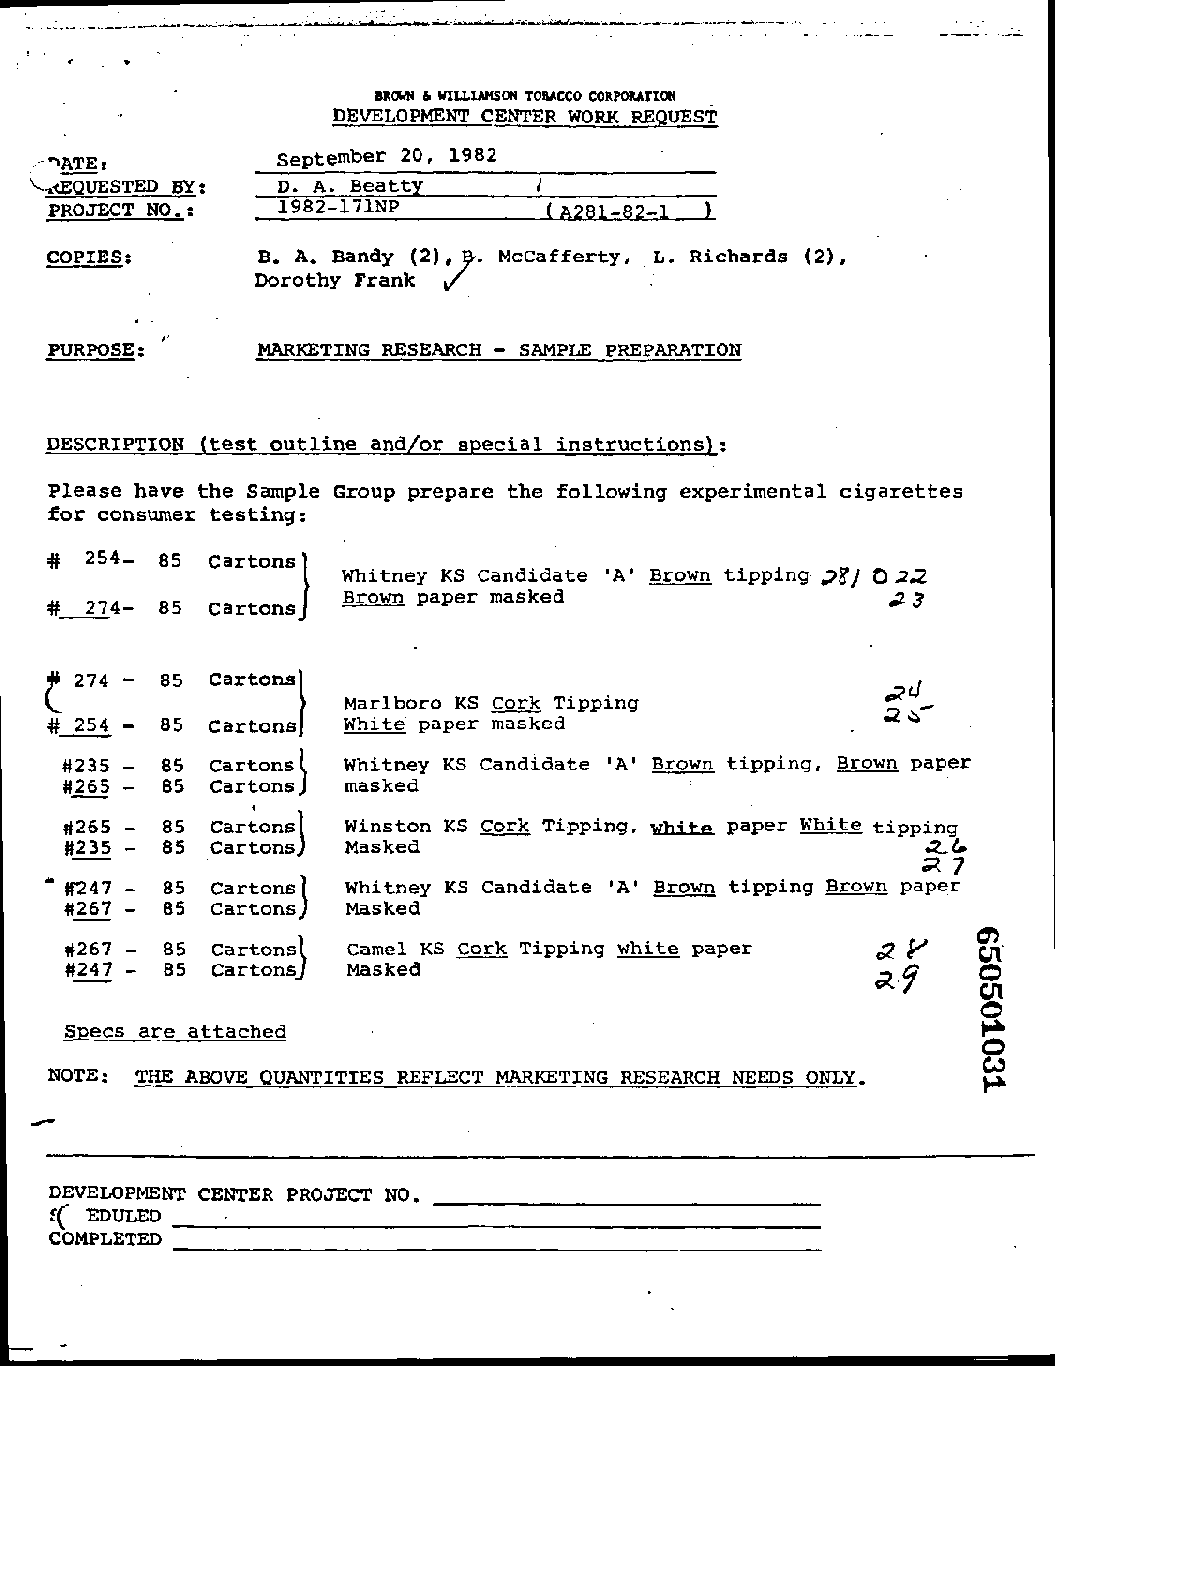 BROWN & WILLIAMSON TOBACCO CORPORATION
DEVELOPMENT CENTER WORK REQUEST
DATE: September 20, 1982
REQUESTED BY: D. A. Beatty
PROJECT NO.: 1982-171NP (A281-82-1 )
COPIES: B. A. Bandy (2), B. McCafferty, L. Richards (2),
Dorothy Frank ✓
PURPOSE: MARKETING RESEARCH - SAMPLE PREPARATION
DESCRIPTION (test outline and/or special instructions):
Please have the Sample Group prepare the following experimental cigarettes
for consumer testing:
# 254- 85 Cartons
Whitney KS Candidate 'A' Brown tipping 281 022
Brown paper masked 23
# 274- 85 Cartons
# 274 - 85 Cartons
24
Marlboro KS Cork Tipping
25
# 254 - 85 Cartons White paper masked
#235 - 85 Cartons Whitney KS Candidate 'A' Brown tipping, Brown paper
#265 - 85 Cartons masked
#265 - 85 Cartons Winston KS Cork Tipping, white paper White tipping
#235 - 85 Cartons Masked 26
27
#247 - 85 Cartons Whitney KS Candidate 'A' Brown tipping Brown paper
#267 - 85 Cartons Masked
#267 - 85 Cartons Camel KS Cork Tipping white paper 28
#247 - 85 Cartons Masked 29
650501031
Specs are attached
NOTE: THE ABOVE QUANTITIES REFLECT MARKETING RESEARCH NEEDS ONLY.
DEVELOPMENT CENTER PROJECT NO.
S( EDULED
COMPLETED